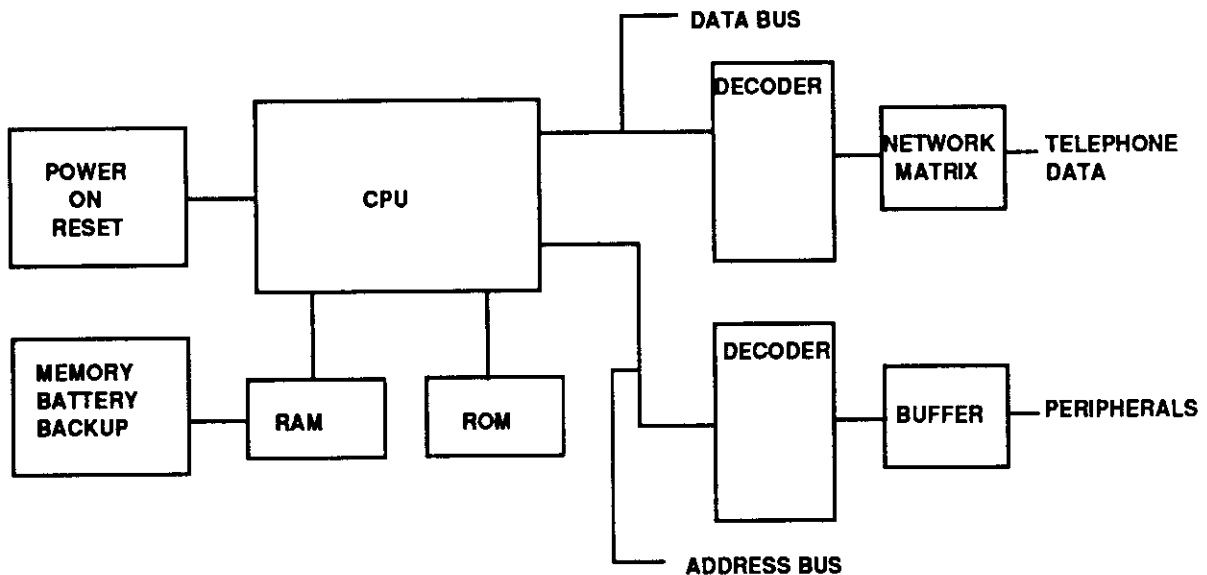 DATA BUS
DECODER
POWER
ON
RESET
CPU
NETWORK
MATRIX
TELEPHONE
DATA
MEMORY
BATTERY
BACKUP
RAM
ROM
DECODER
BUFFER
PERIPHERALS
ADDRESS BUS